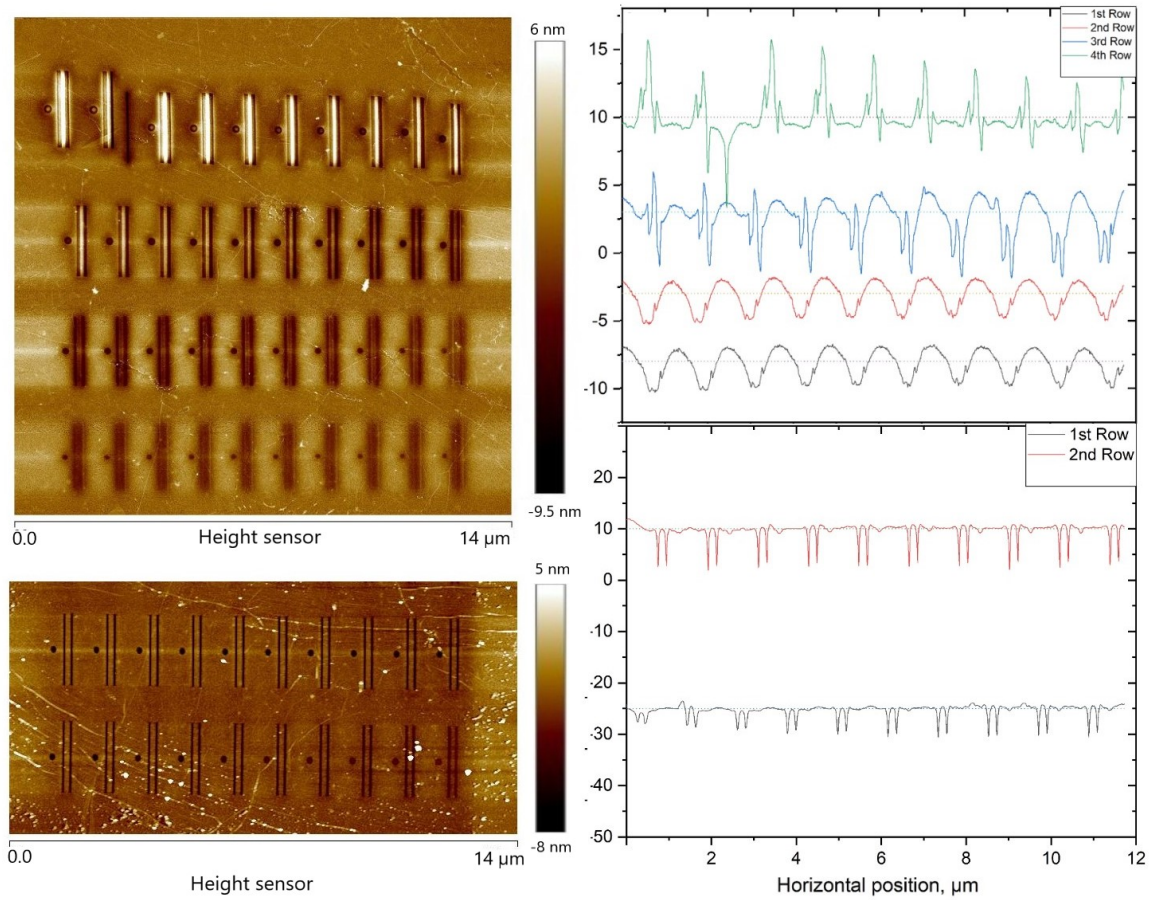 6 nm
-9.5 nm
0.0
Height sensor
14 µm
15
10
5
0
-5
-10
1st Row
2nd Row
3rd Row
4th Row
5 nm
-8 nm
0.0
14 µm
Height sensor
1st Row
2nd Row
20
10
0
-10
-20
-30
-40
-50
2
4
6
8
10
12
Horizontal position, µm